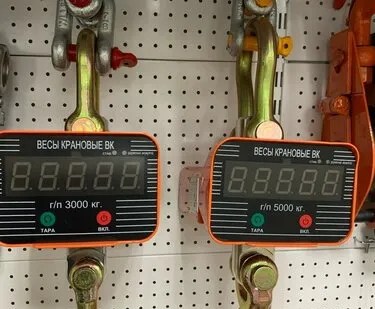 ВЕСЫ КРАНОВЫЕ ВК
г/п 3000 кг.
ТАРА ВКЛ.
ВЕСЫ КРАНОВЫЕ ВК
г/п 5000 кг.
ТАРА ВКЛ.